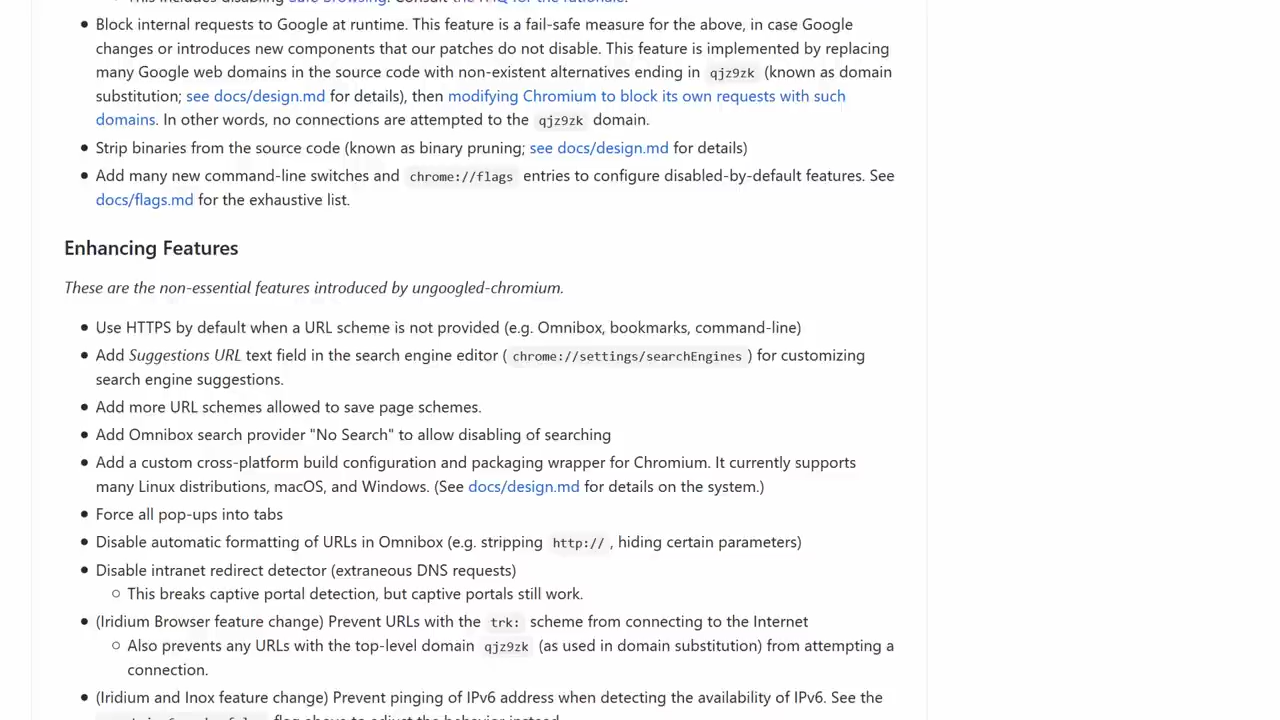 This includes disabling Safe Browsing. Consult the FAQ for the rationale.
Block internal requests to Google at runtime. This feature is a fail-safe measure for the above, in case Google
changes or introduces new components that our patches do not disable. This feature is implemented by replacing
many Google web domains in the source code with non-existent alternatives ending in qjz9zk (known as domain
substitution; see docs/design.md for details), then modifying Chromium to block its own requests with such
domains. In other words, no connections are attempted to the qjz9zk domain.
Strip binaries from the source code (known as binary pruning; see docs/design.md for details)
Add many new command-line switches and chrome://flags entries to configure disabled-by-default features. See
docs/flags.md for the exhaustive list.
Enhancing Features
These are the non-essential features introduced by ungoogled-chromium.
Use HTTPS by default when a URL scheme is not provided (e.g. Omnibox, bookmarks, command-line)
Add Suggestions URL text field in the search engine editor ( chrome://settings/searchEngines ) for customizing
search engine suggestions.
Add more URL schemes allowed to save page schemes.
Add Omnibox search provider "No Search" to allow disabling of searching
Add a custom cross-platform build configuration and packaging wrapper for Chromium. It currently supports
many Linux distributions, macOS, and Windows. (See docs/design.md for details on the system.)
Force all pop-ups into tabs
Disable automatic formatting of URLs in Omnibox (e.g. stripping http:// , hiding certain parameters)
Disable intranet redirect detector (extraneous DNS requests)
This breaks captive portal detection, but captive portals still work.
(Iridium Browser feature change) Prevent URLs with the trk: scheme from connecting to the Internet
Also prevents any URLs with the top-level domain qjz9zk (as used in domain substitution) from attempting a
connection.
(Iridium and Inox feature change) Prevent pinging of IPv6 address when detecting the availability of IPv6. See the
flag above to adjust the behavior instead.